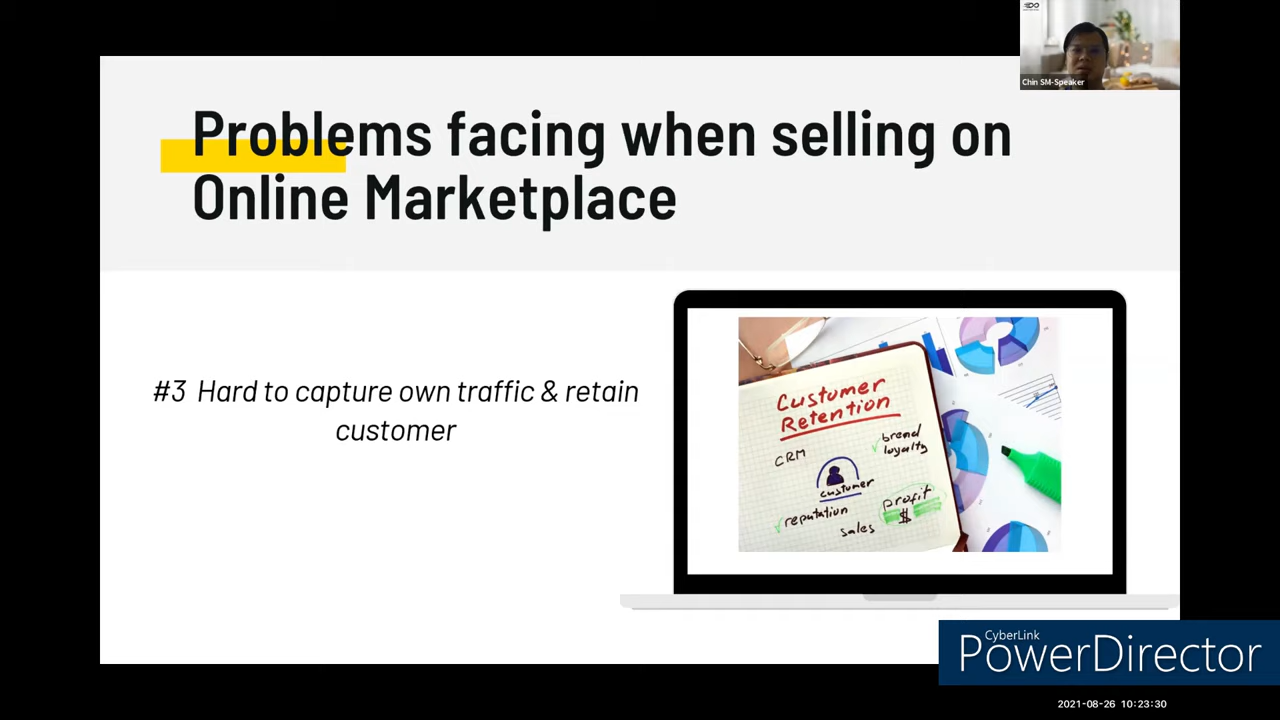 Chin SM-Speaker
Problems facing when selling on
Online Marketplace
#3 Hard to capture own traffic & retain
customer
Customer
Retention
CRM
brend
loyalty
customer
reputation
profit
$
sales
CyberLink
PowerDirector
2021-08-26 10:23:30